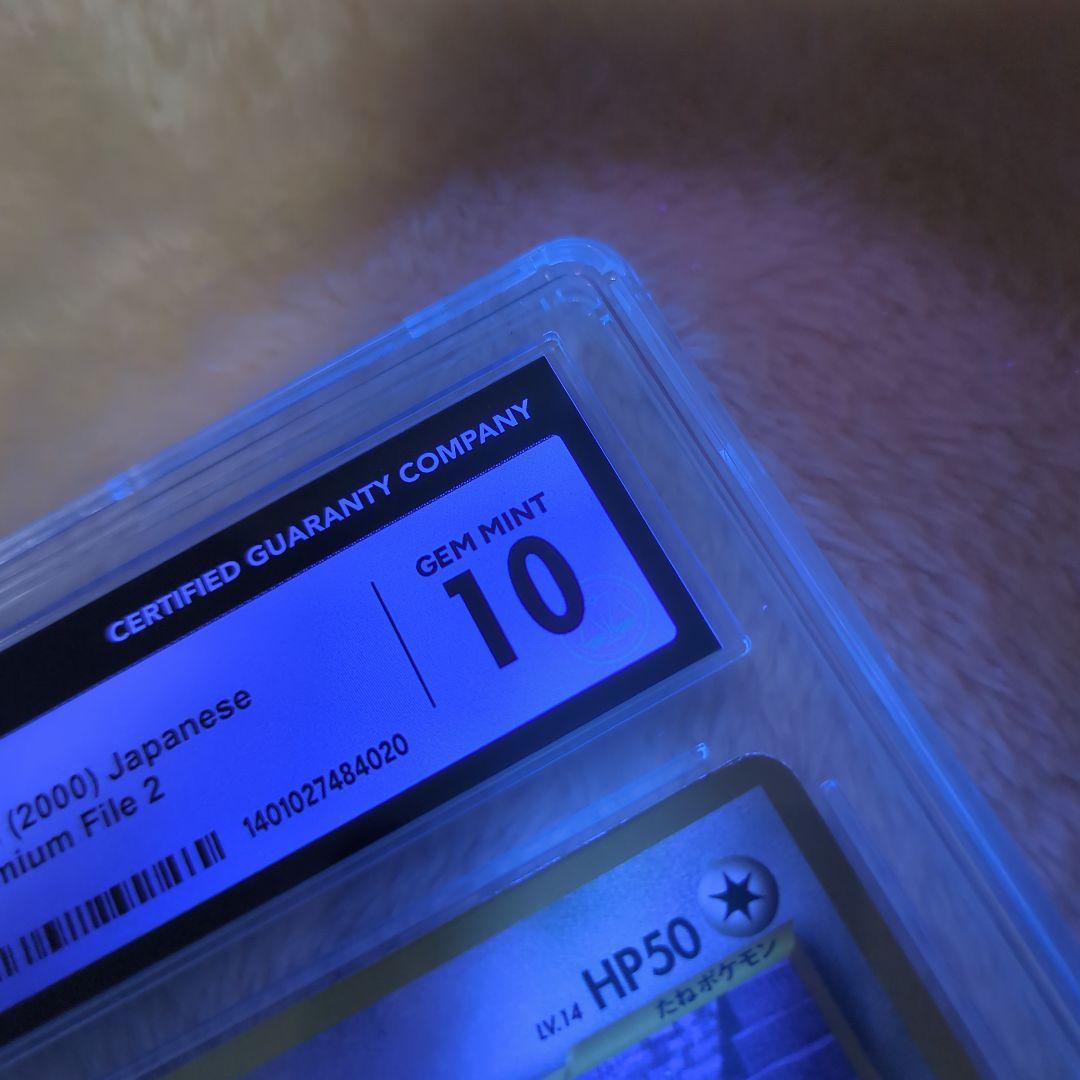 CERTIFIED GUARANTY COMPANY
GEM MINT
10
(2000) Japanese
nium File 2
1401027484020
LV.14 HP50
たねポケモン